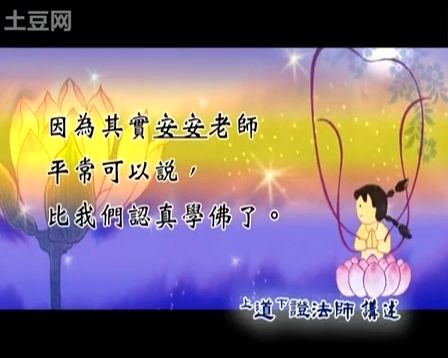 土豆网
因為其實安安老師
平常可以說，
比我們認真學佛了。
上道下證法師 講述